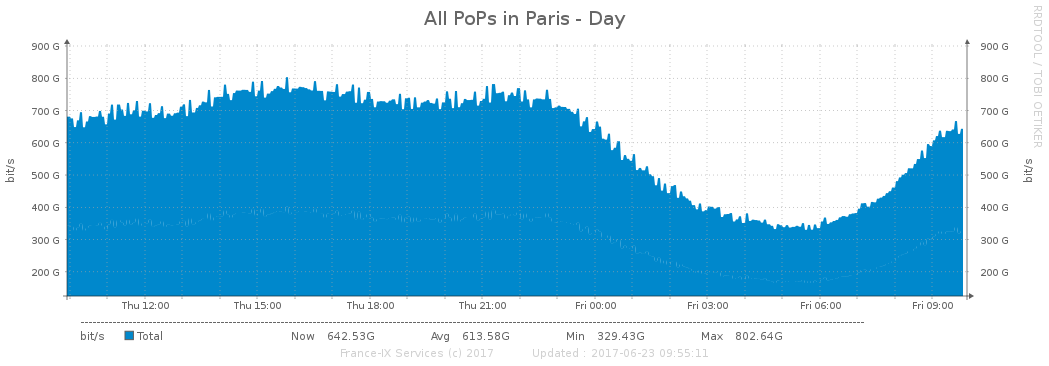 All PoPs in Paris - Day
RRDTOOL / TOBI OETIKER
900 G 900 G
800 G 800 G
700 G 700 G
600 G 600 G
500 G 500 G
400 G 400 G
300 G 300 G
200 G 200 G
bit/s bit/s
Thu 12:00 Thu 15:00 Thu 18:00 Thu 21:00 Fri 00:00 Fri 03:00 Fri 06:00 Fri 09:00
bit/s Total Now 642.53G Avg 613.58G Min 329.43G Max 802.64G
France-IX Services (c) 2017 Updated : 2017-06-23 09:55:11